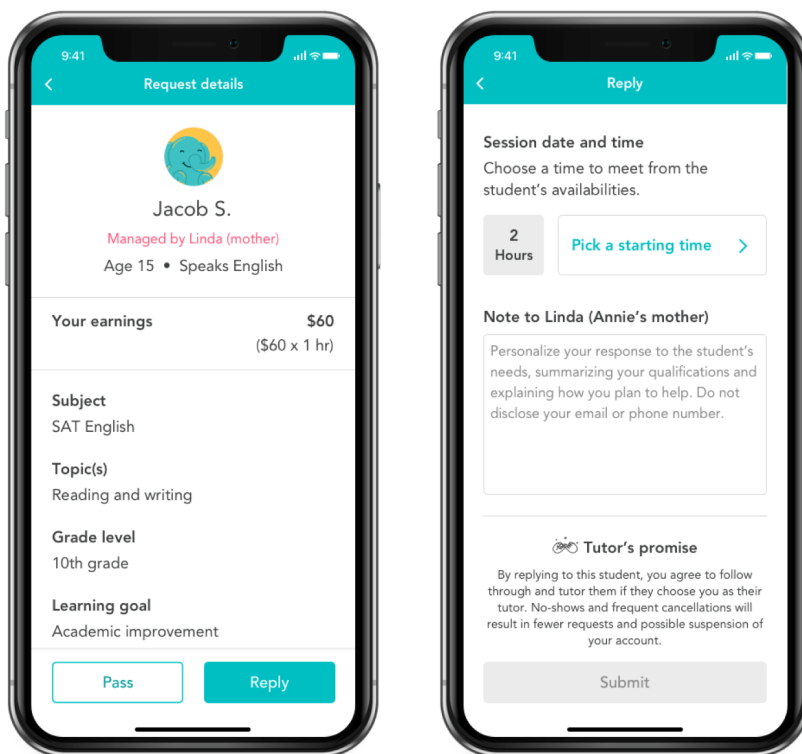 9:41
Request details
Jacob S.
Managed by Linda (mother)
Age 15 • Speaks English
Your earnings $60
($60 x 1 hr)
Subject
SAT English
Topic(s)
Reading and writing
Grade level
10th grade
Learning goal
Academic improvement
Pass Reply
9:41
Reply
Session date and time
Choose a time to meet from the
student’s availabilities.
2
Hours
Pick a starting time
Note to Linda (Annie’s mother)
Personalize your response to the student’s
needs, summarizing your qualifications and
explaining how you plan to help. Do not
disclose your email or phone number.
Tutor’s promise
By replying to this student, you agree to follow
through and tutor them if they choose you as their
tutor. No-shows and frequent cancellations will
result in fewer requests and possible suspension of
your account.
Submit